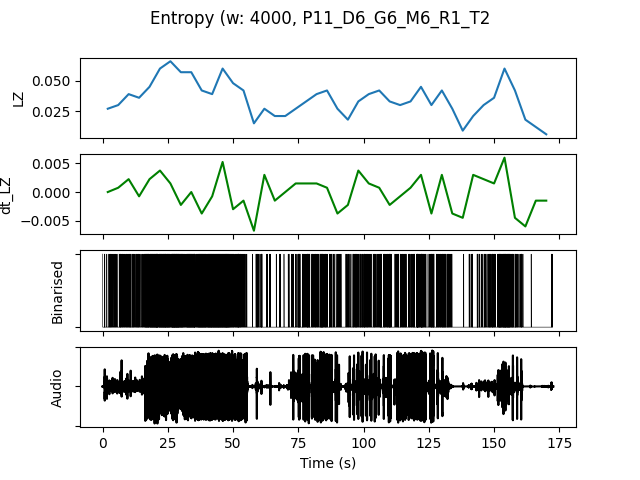 Entropy (w: 4000, P11_D6_G6_M6_R1_T2
LZ
0.050
0.025
dt_LZ
0.005
0.000
−0.005
Binarised
Audio
0
25
50
75
100
125
150
175
Time (s)